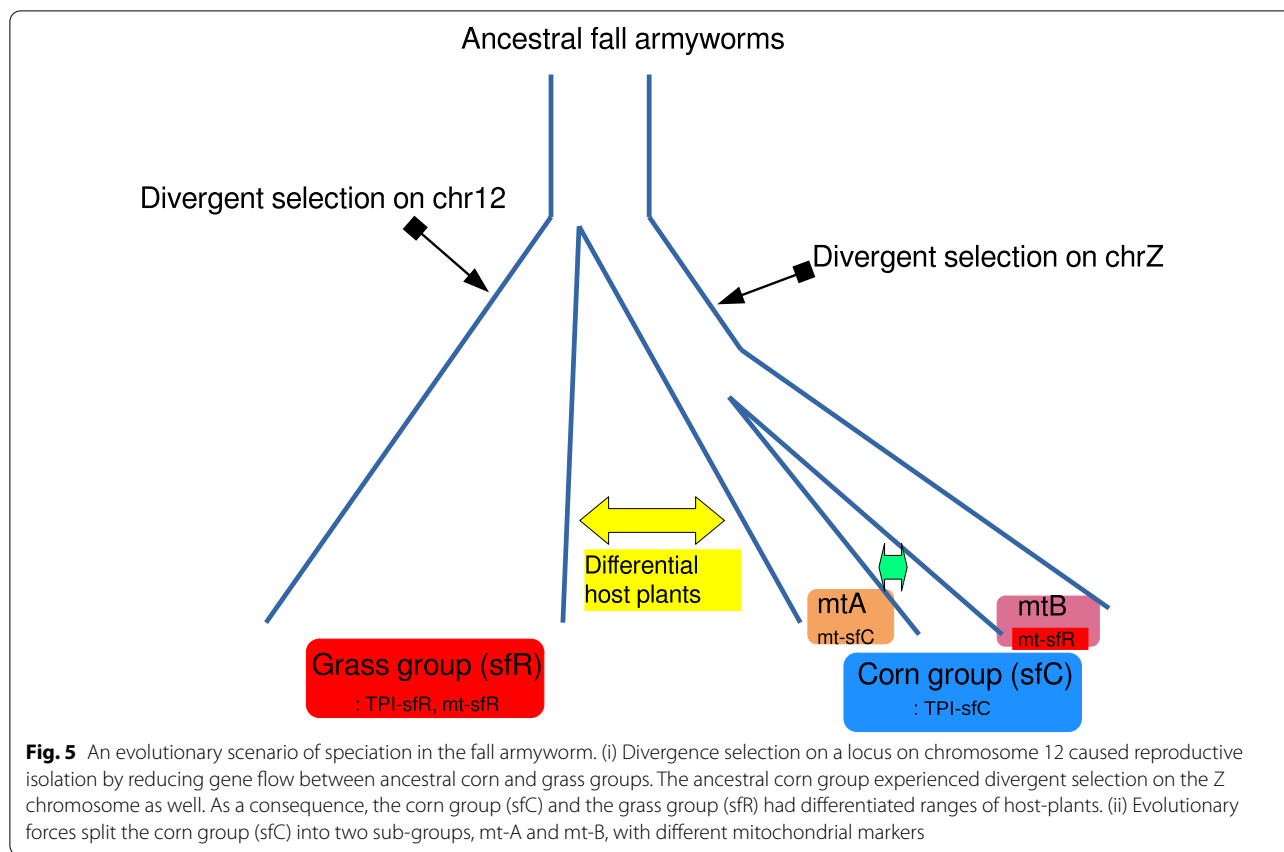 Ancestral fall armyworms
Divergent selection on chr12
Divergent selection on chrZ
Differential
host plants
mtA
mt-sfC
mtB
mt-sfR
Grass group (sfR)
: TPI-sfR, mt-sfR
Corn group (sfC)
: TPI-sfC
Fig. 5 An evolutionary scenario of speciation in the fall armyworm. (i) Divergence selection on a locus on chromosome 12 caused reproductive
isolation by reducing gene flow between ancestral corn and grass groups. The ancestral corn group experienced divergent selection on the Z
chromosome as well. As a consequence, the corn group (sfC) and the grass group (sfR) had differentiated ranges of host-plants. (ii) Evolutionary
forces split the corn group (sfC) into two sub-groups, mt-A and mt-B, with different mitochondrial markers